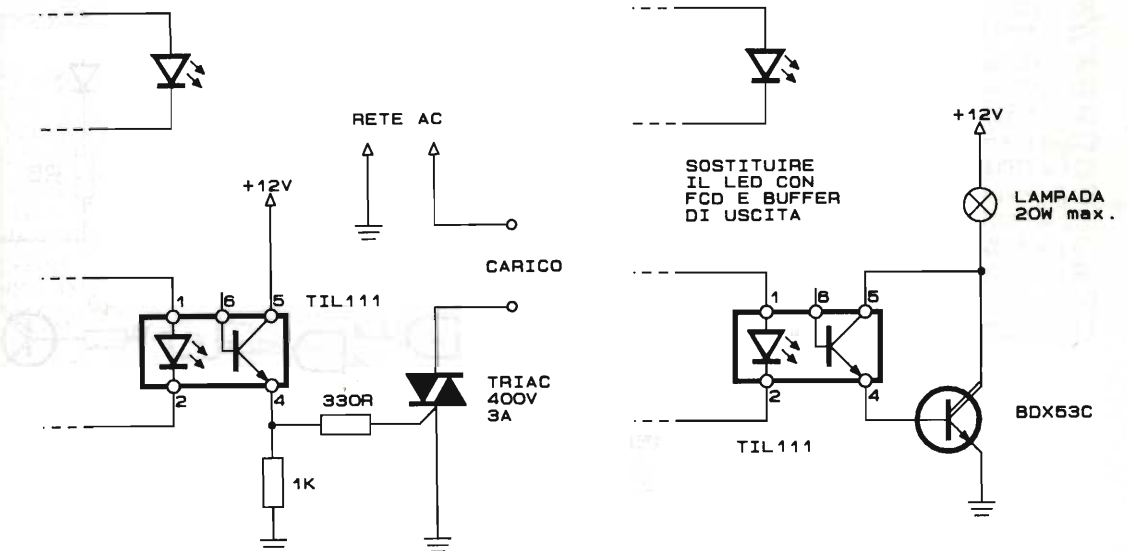 RETE AC
+12V
1
6
5
TIL111
2
4
330R
1K
CARICO
TRIAC
400V
3A
SOSTITUIRE
IL LED CON
FCD E BUFFER
DI USCITA
+12V
LAMPADA
20W max.
1
6
5
2
4
TIL111
BDX53C